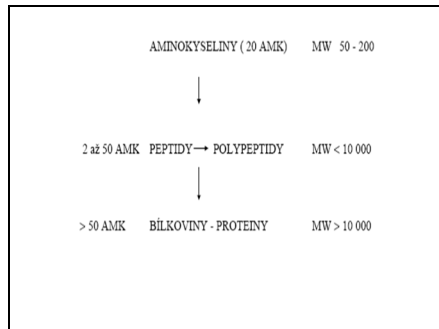 AMINOKYSELINY ( 20 AMK) MW 50 - 200
2 až 50 AMK PEPTIDY → POLYPEPTIDY MW < 10 000
> 50 AMK BÍLKOVINY - PROTEINY MW > 10 000